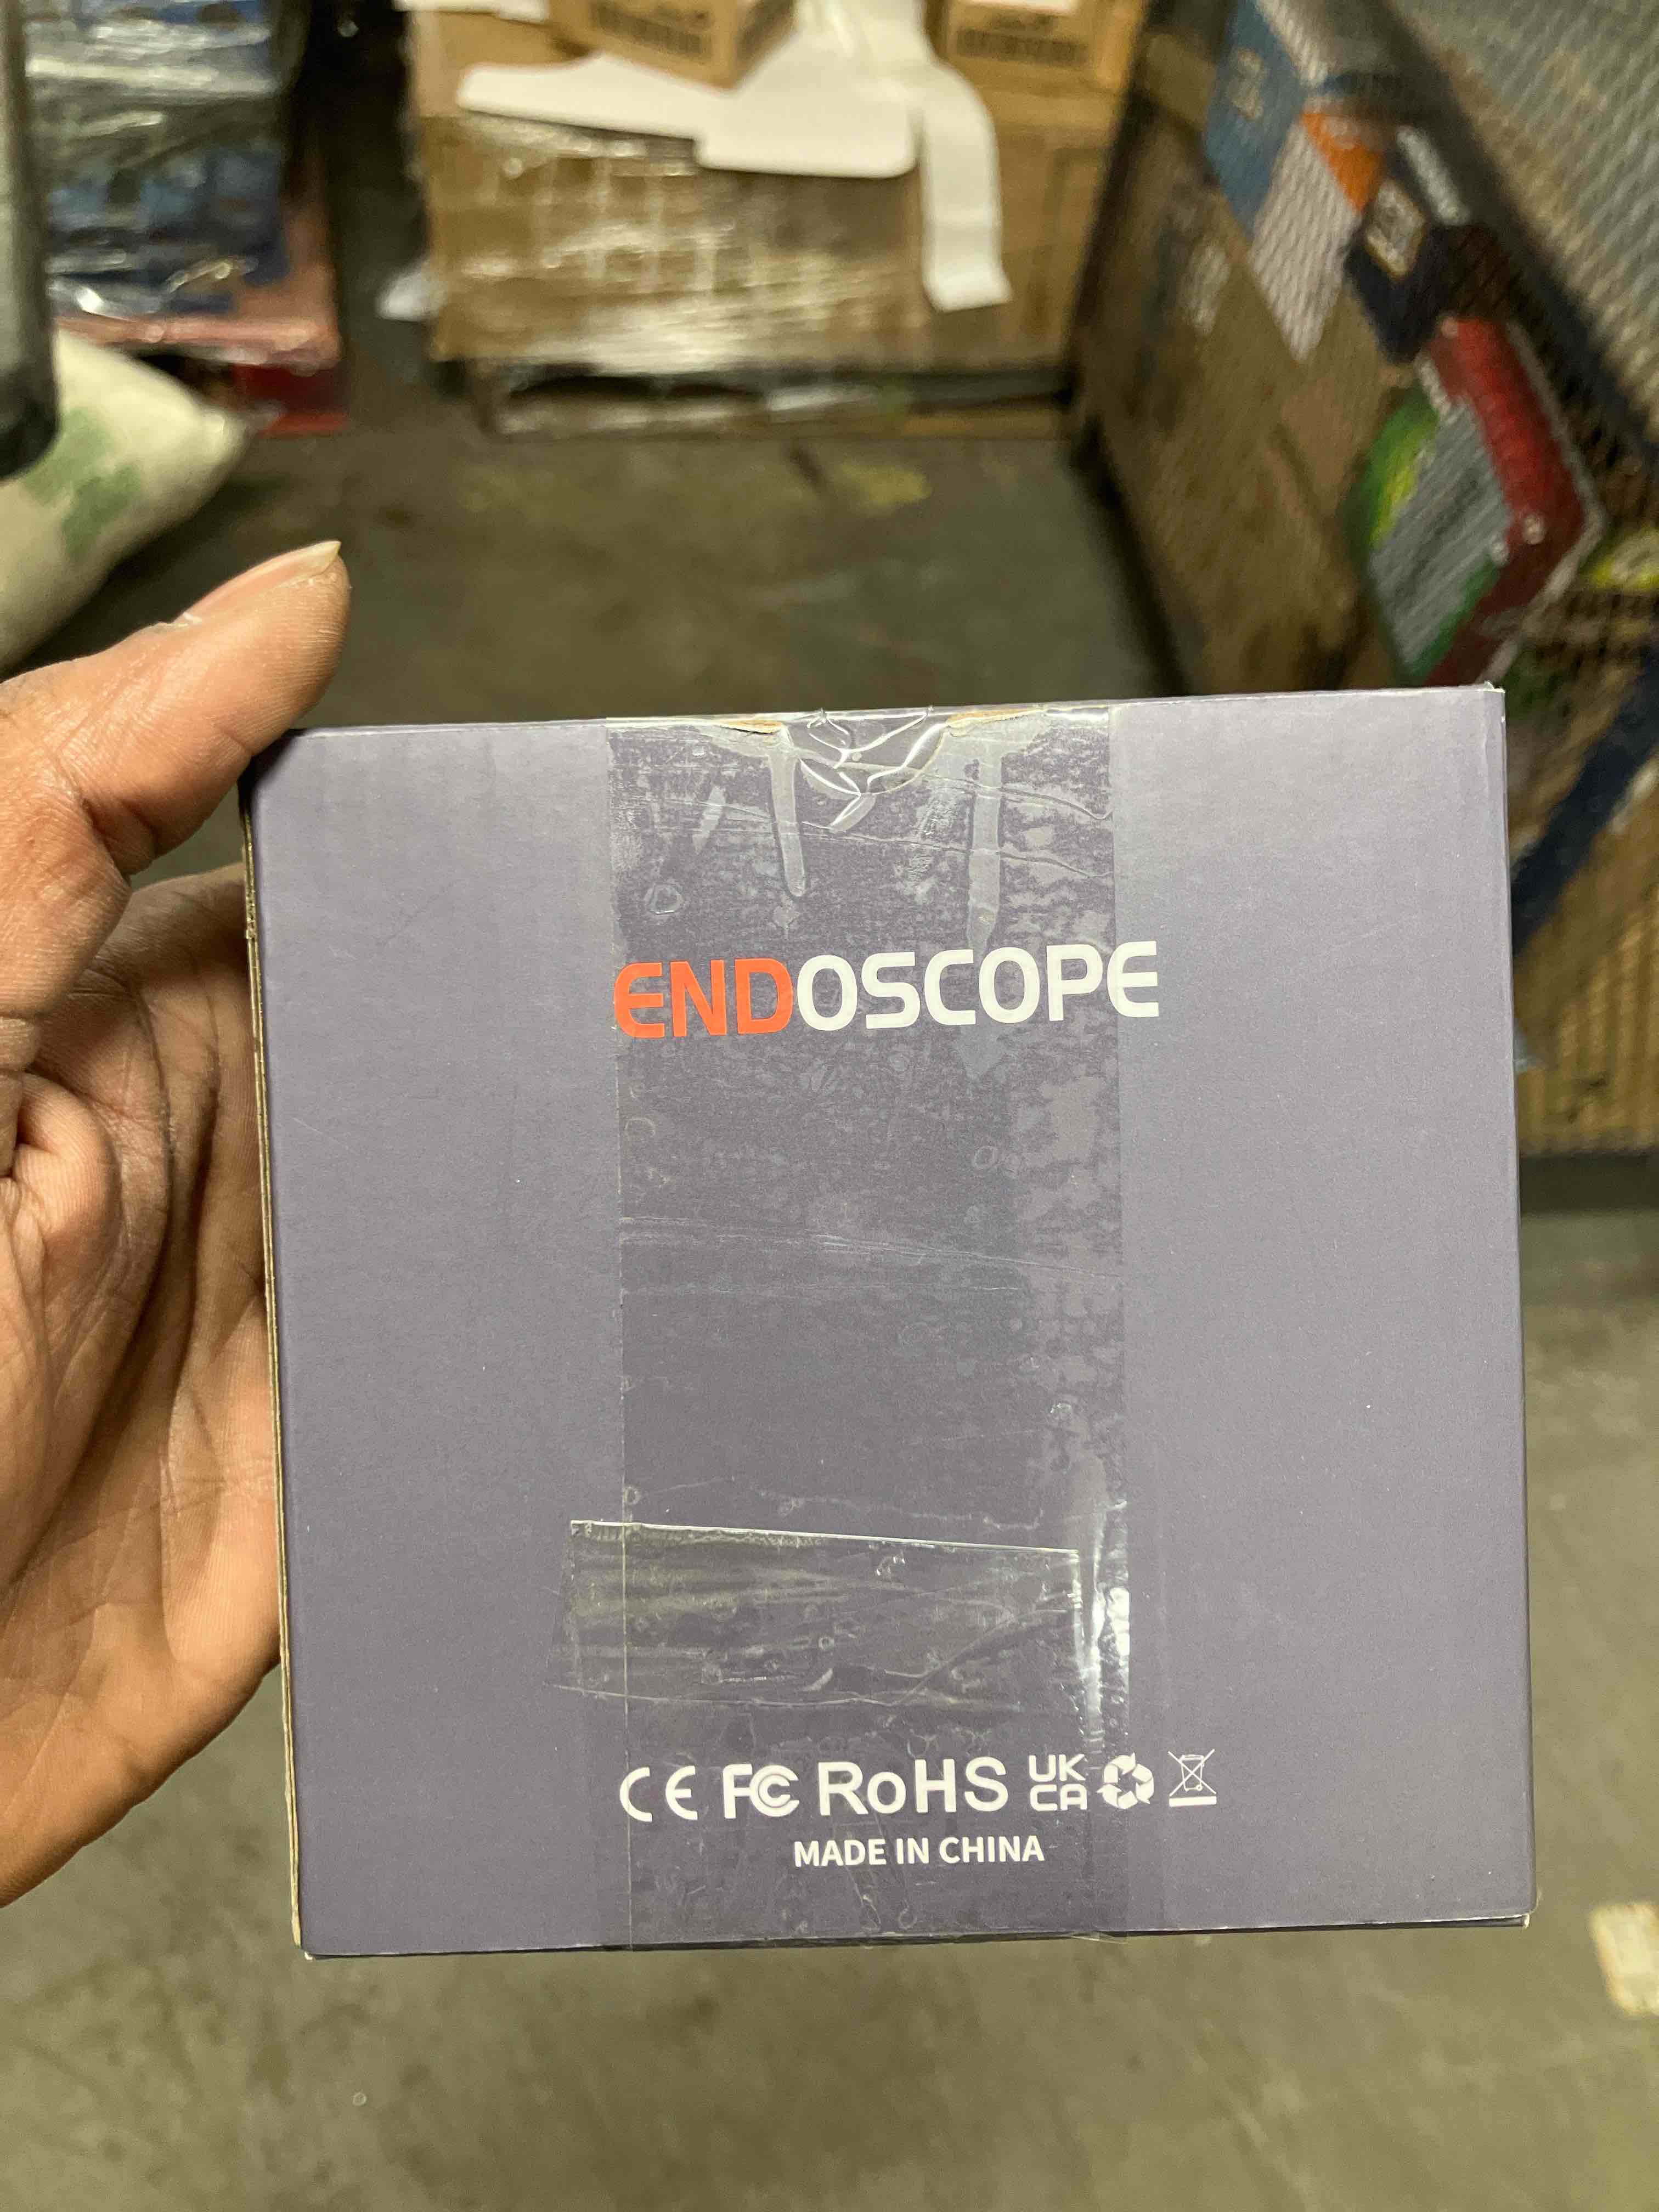 ENDOSCOPE
CE FC RoHS UK CA
MADE IN CHINA